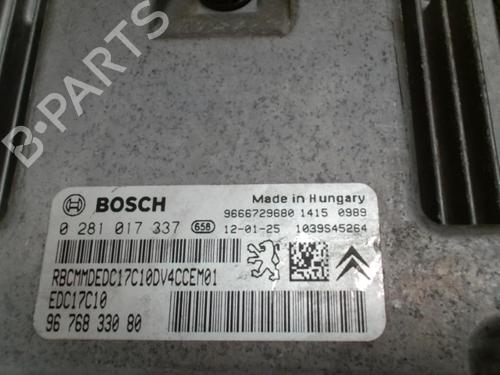 B-PARTS
BOSCH
Made in Hungary
9666729680 1415 0989
0 281 017 337 658 12-01-25 1039S45264
RBCMMDEDC17C10DV4CCEM01
EDC17C10
96 768 330 80